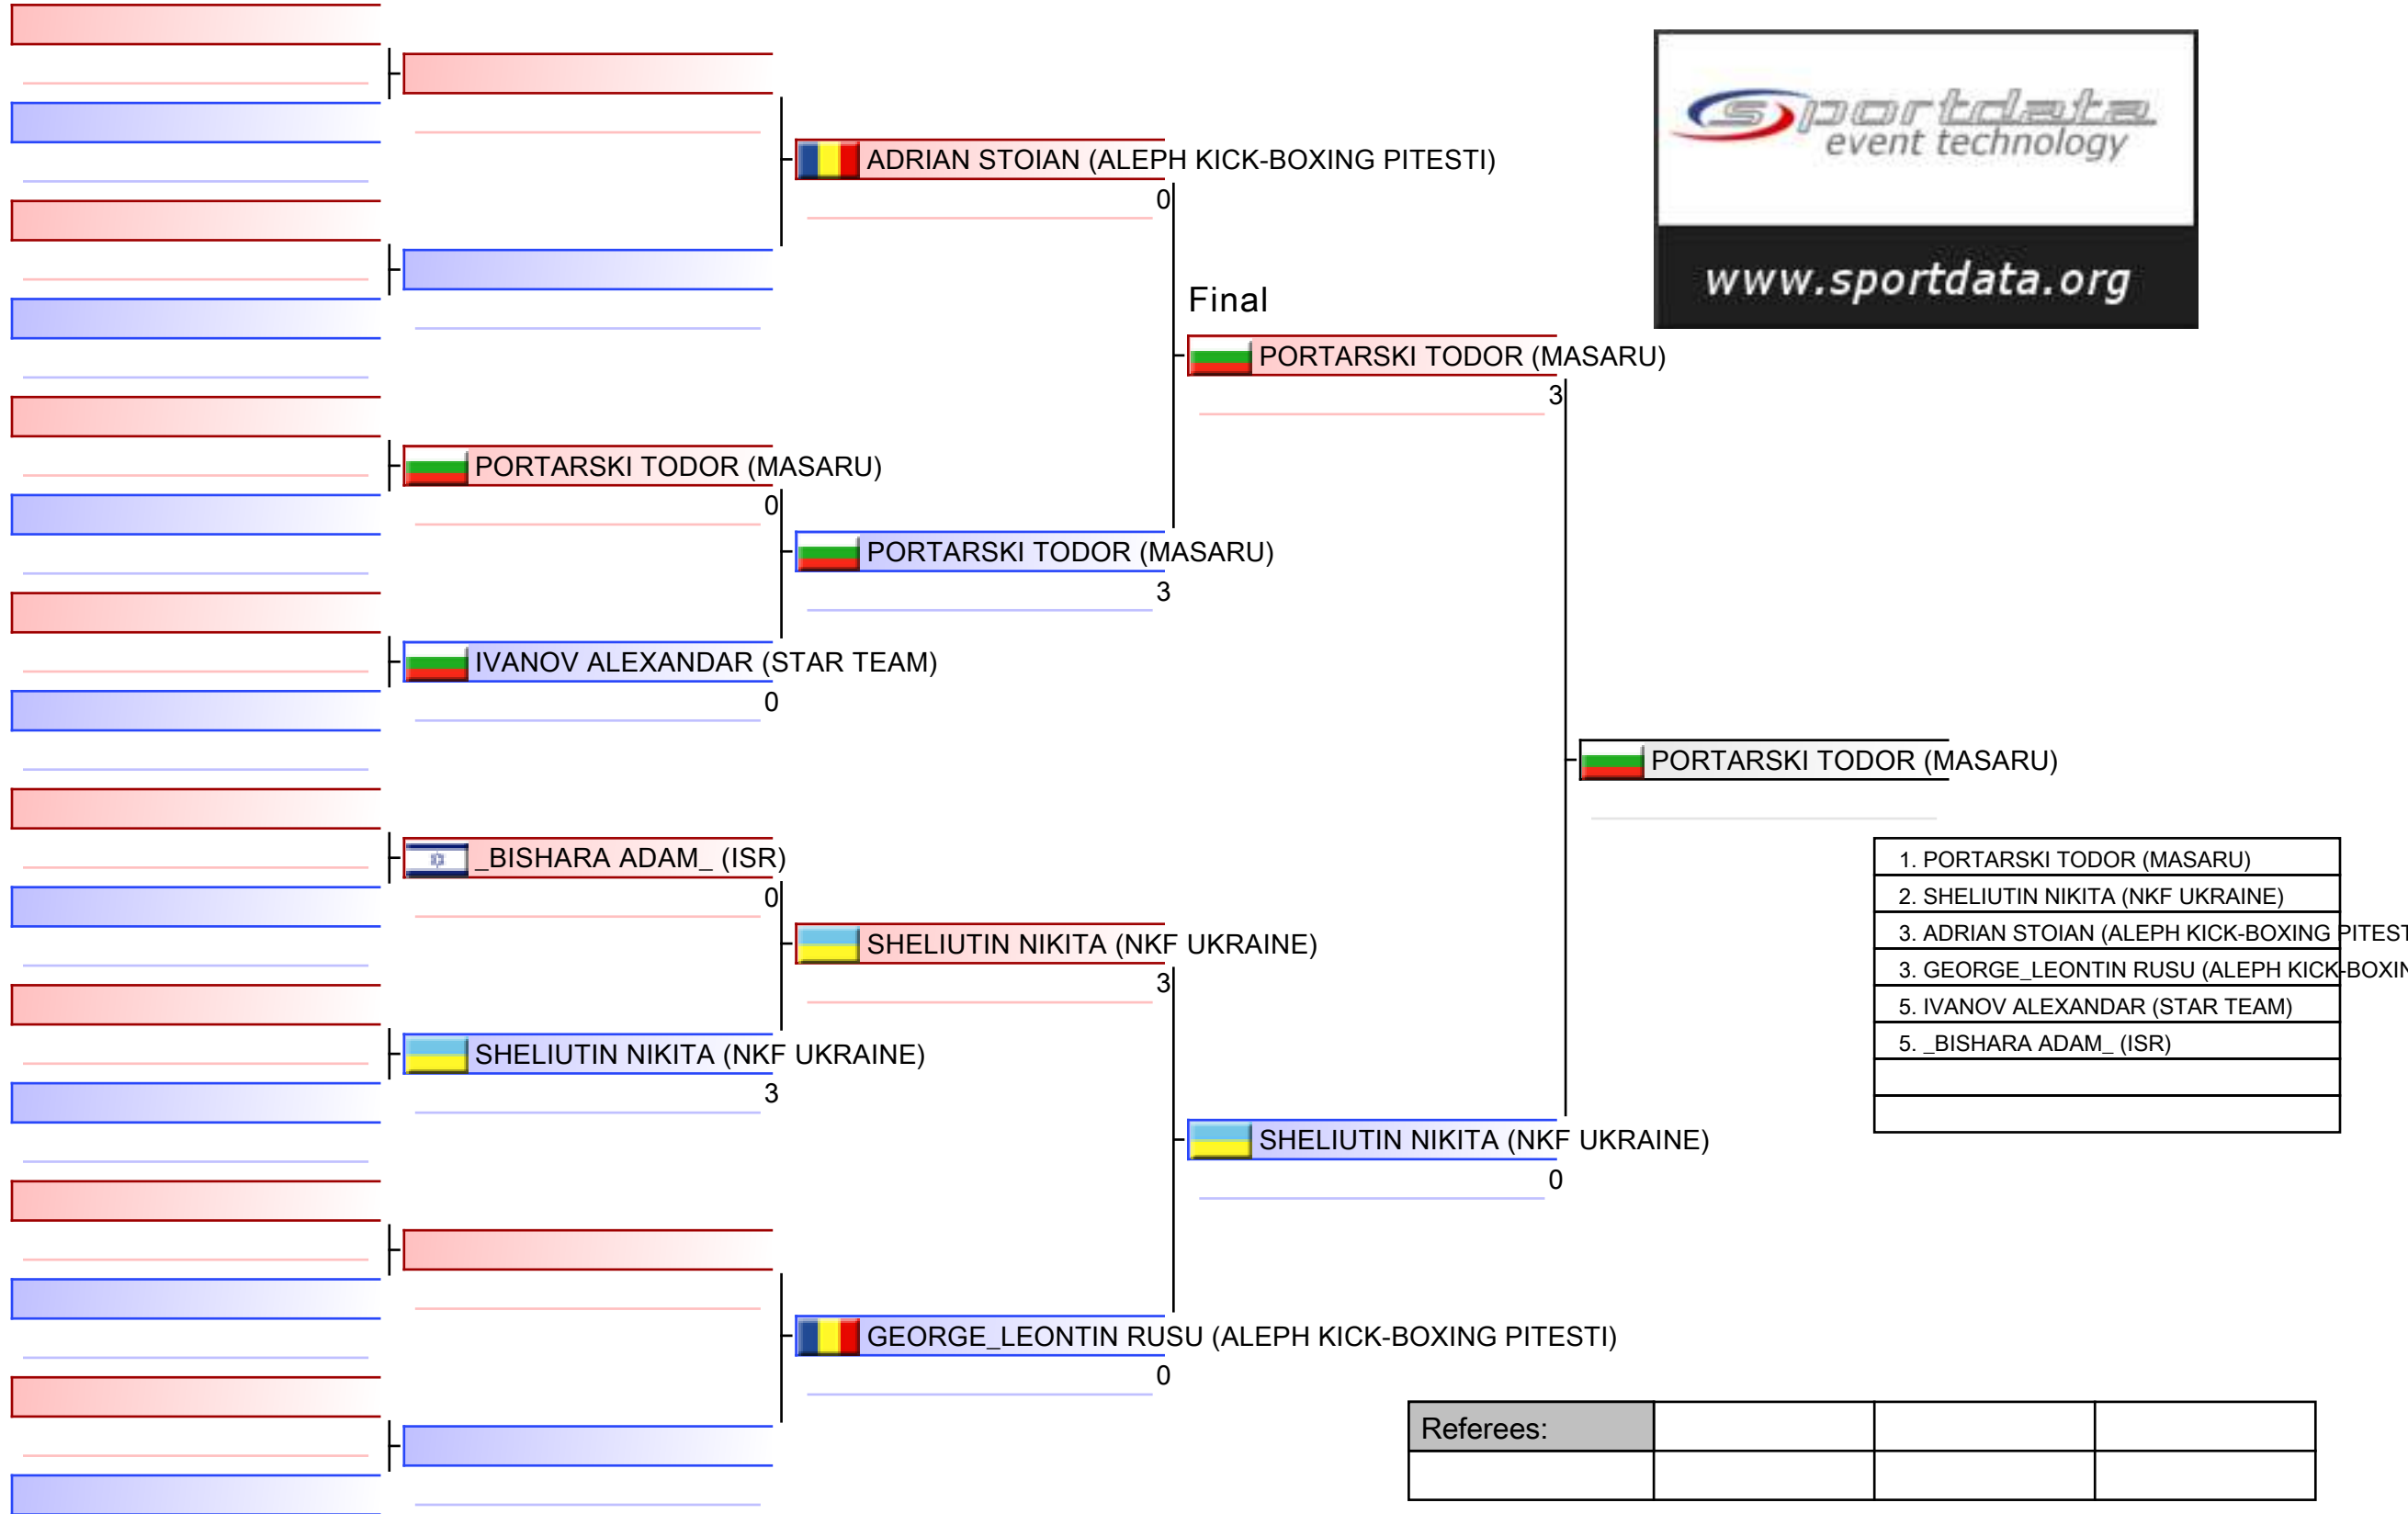 sportdata
event technology
www.sportdata.org
ADRIAN STOIAN (ALEPH KICK-BOXING PITESTI)
0
Final
PORTARSKI TODOR (MASARU)
3
PORTARSKI TODOR (MASARU)
0
PORTARSKI TODOR (MASARU)
3
IVANOV ALEXANDAR (STAR TEAM)
0
PORTARSKI TODOR (MASARU)
_BISHARA ADAM_ (ISR)
0
SHELIUTIN NIKITA (NKF UKRAINE)
3
SHELIUTIN NIKITA (NKF UKRAINE)
3
SHELIUTIN NIKITA (NKF UKRAINE)
0
GEORGE_LEONTIN RUSU (ALEPH KICK-BOXING PITESTI)
0
1. PORTARSKI TODOR (MASARU)
2. SHELIUTIN NIKITA (NKF UKRAINE)
3. ADRIAN STOIAN (ALEPH KICK-BOXING PITEST
3. GEORGE_LEONTIN RUSU (ALEPH KICK-BOXIN
5. IVANOV ALEXANDAR (STAR TEAM)
5. _BISHARA ADAM_ (ISR)
Referees: